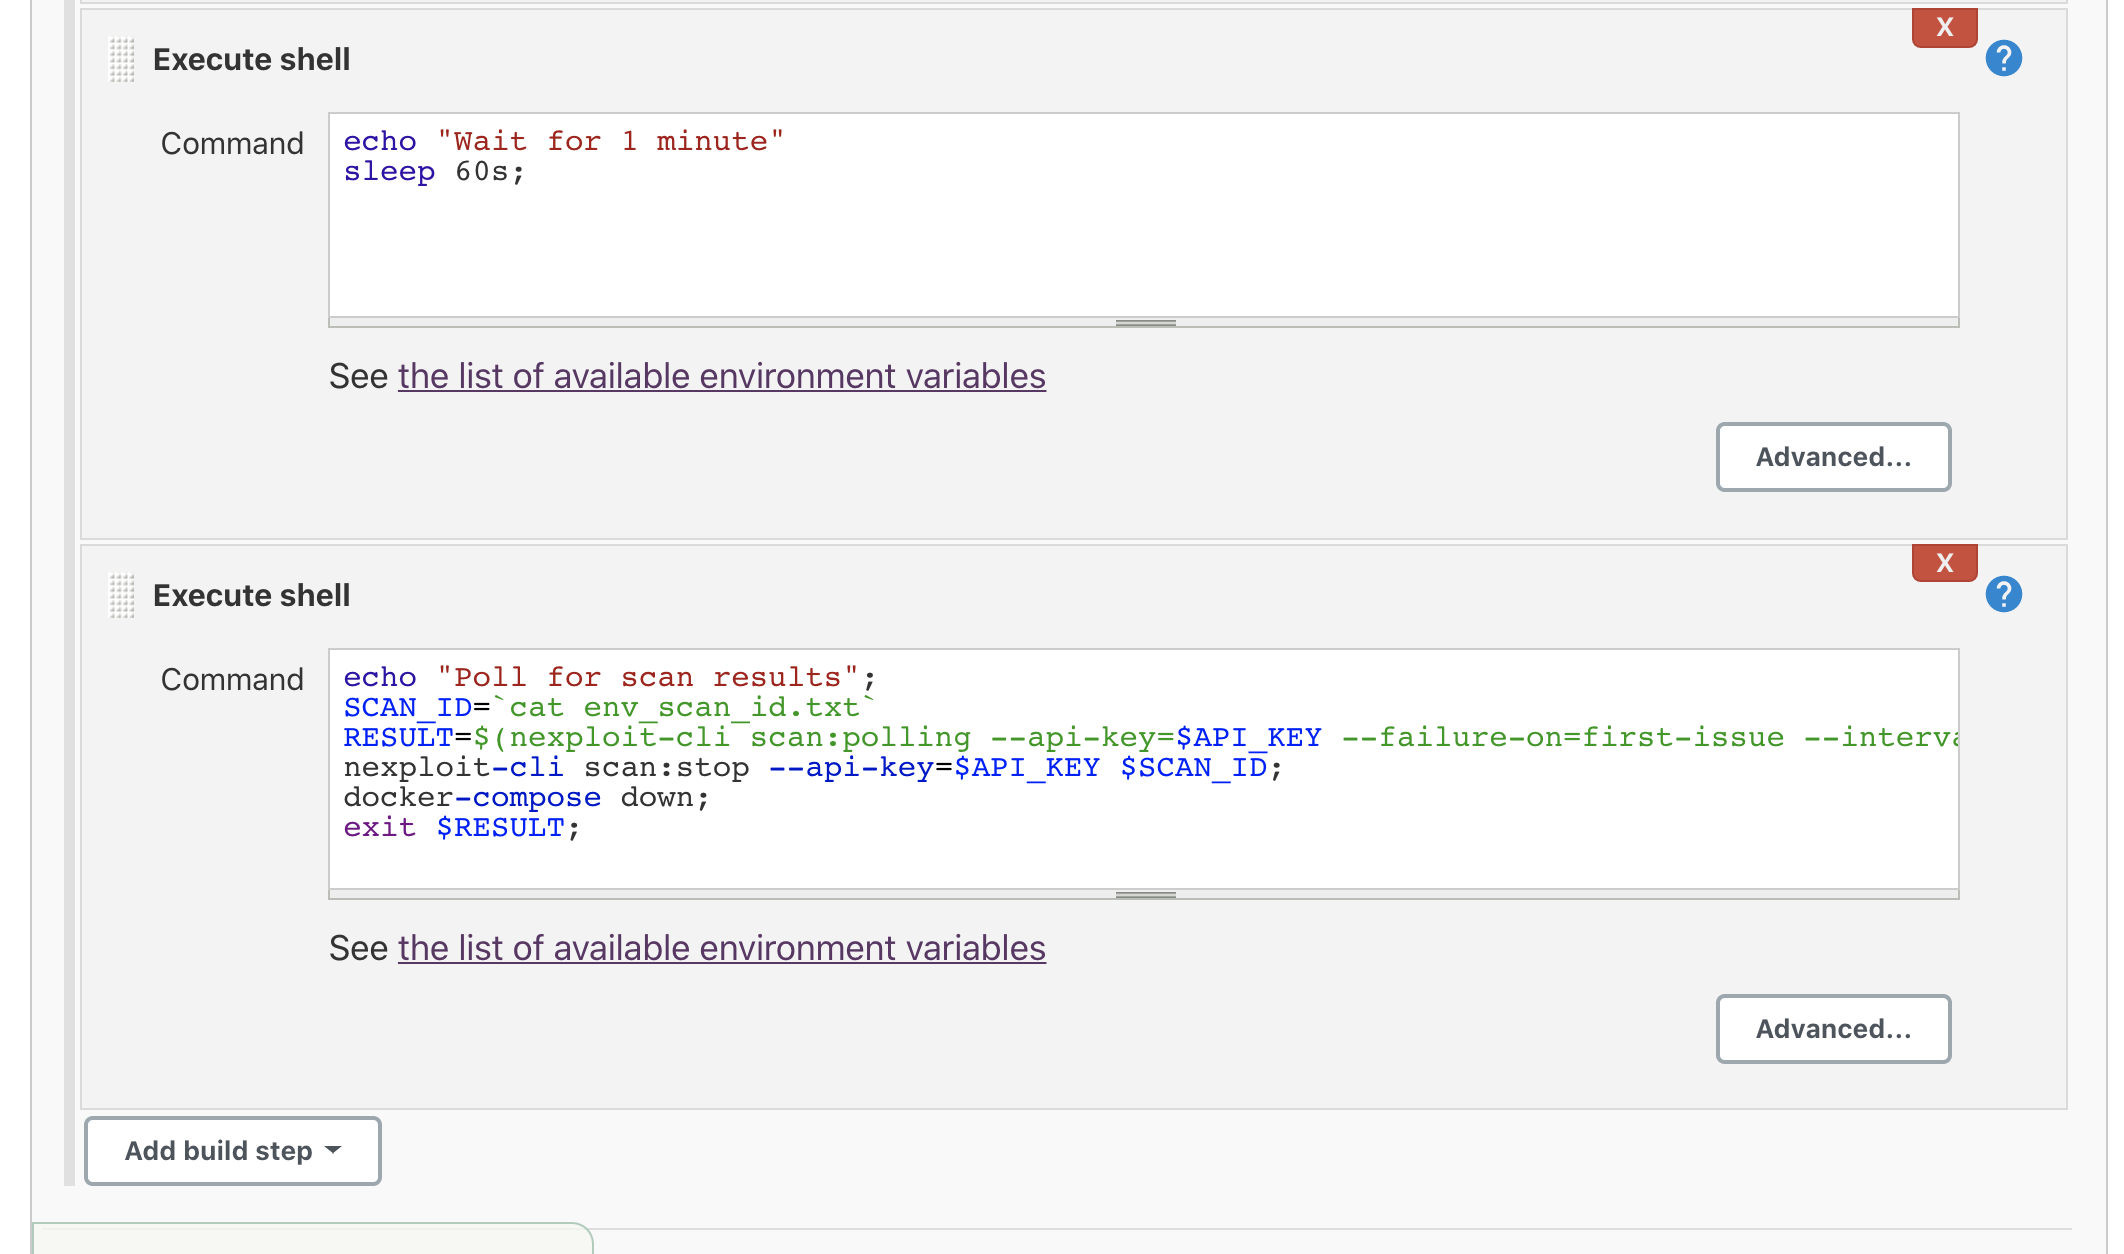 X
Execute shell
?
Command
echo "Wait for 1 minute"
sleep 60s;
See the list of available environment variables
Advanced...
X
Execute shell
?
Command
echo "Poll for scan results";
SCAN_ID=`cat env_scan_id.txt`
RESULT=$(nexploit-cli scan:polling --api-key=$API_KEY --failure-on=first-issue
nexploit-cli scan:stop --api-key=$API_KEY $SCAN_ID;
docker-compose down;
exit $RESULT;
See the list of available environment variables
Advanced...
Add build step